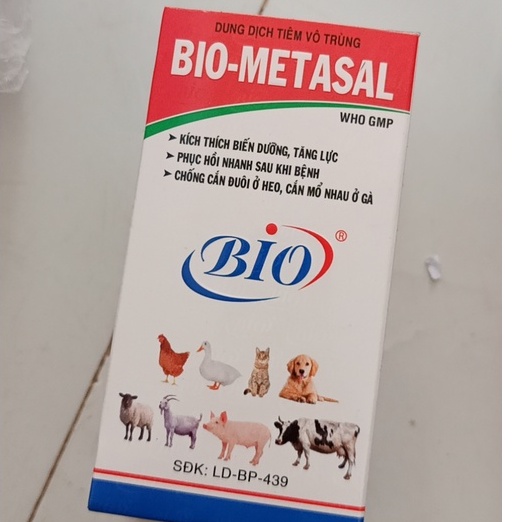 DUNG DỊCH TIÊM VÔ TRÙNG
BIO-METASAL
WHO GMP
➤ KÍCH THÍCH BIẾN DƯỠNG, TĂNG LỰC
➤ PHỤC HỒI NHANH SAU KHI BỆNH
➤ CHỐNG CẮN ĐUÔI Ở HEO, CẮN MỔ NHAU Ở GÀ
BIO ®
SĐK: LD-BP-439